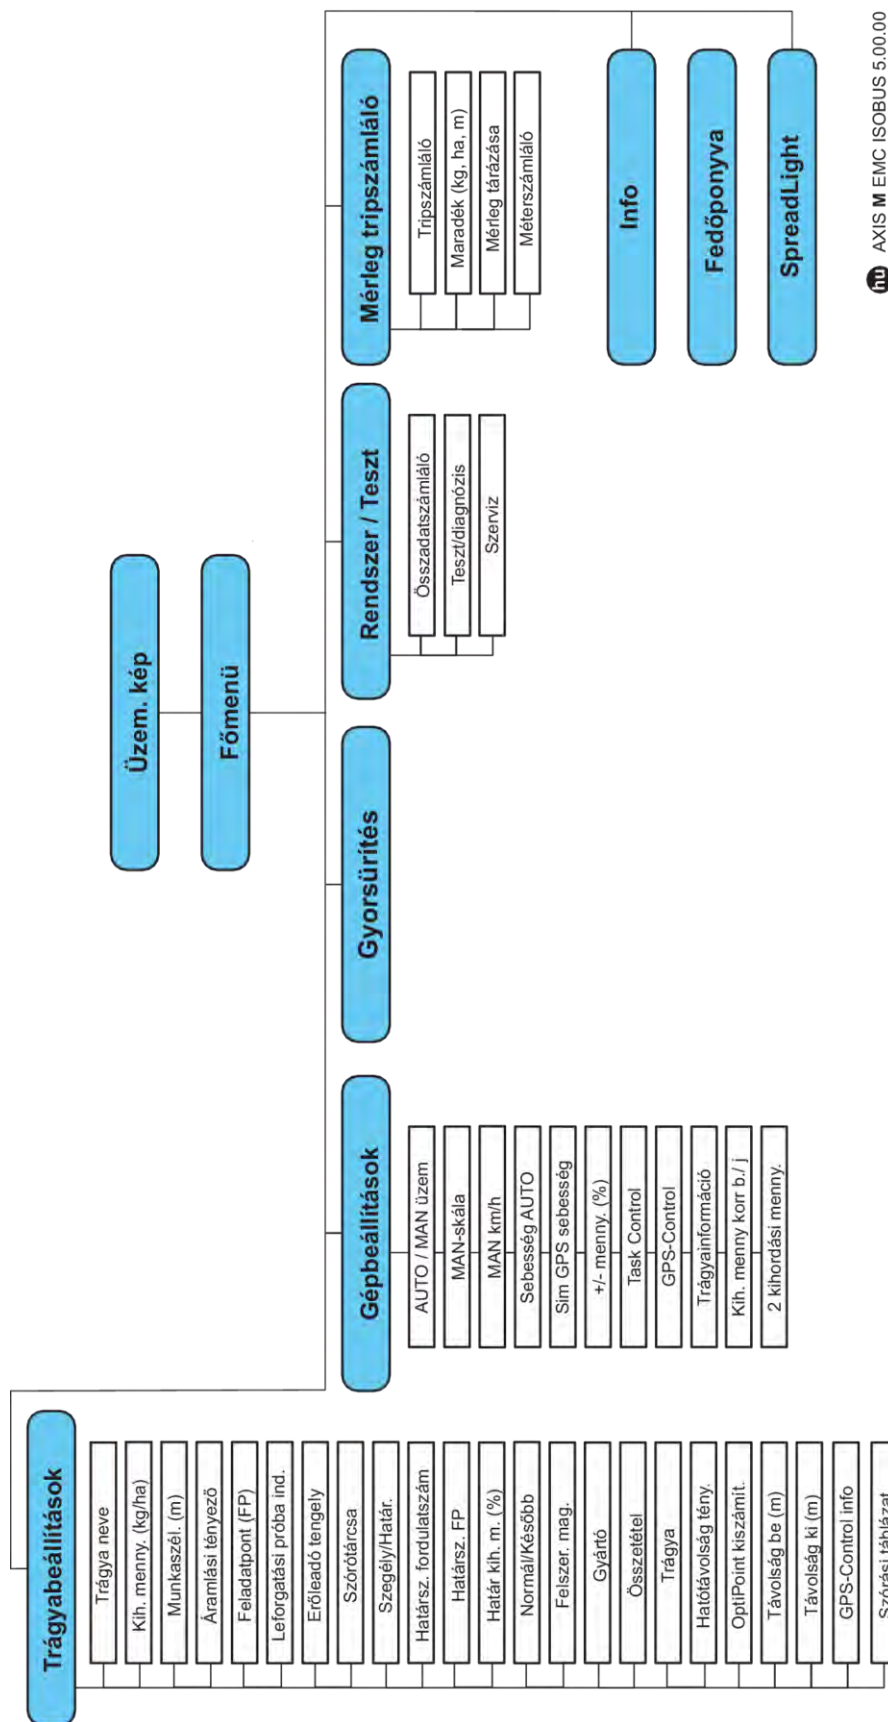 Üzem. kép
Főmenü
Trágyabeállítások
Trágya neve
Kih. menny. (kg/ha)
Munkaszél. (m)
Áramlási tényező
Feladatpont (FP)
Leforgatási próba ind.
Erőleadó tengely
Szórótárcsa
Szegély/Határ.
Határsz. fordulatszám
Határsz. FP
Határ kih. m. (%)
Normál/Később
Felszer. mag.
Gyártó
Összetétel
Trágya
Hatótávolság tény.
OptiPoint kiszámít.
Távolság be (m)
Távolság ki (m)
GPS-Control info
Szórási táblázat
Gépbeállítások
AUTO / MAN üzem
MAN-skála
MAN km/h
Sebesség AUTO
Sim GPS sebesség
+/- menny. (%)
Task Control
GPS-Control
Trágyainformáció
Kih. menny korr b./ j
2 kihordási menny.
Gyorsürítés
Rendszer / Teszt
Összadatszámláló
Teszt/diagnózis
Szerviz
Mérleg tripszámláló
Tripszámláló
Maradék (kg, ha, m)
Mérleg tárázása
Méterszámláló
Info
Fedőponyva
SpreadLight
hu AXIS M EMC ISOBUS 5.00.00